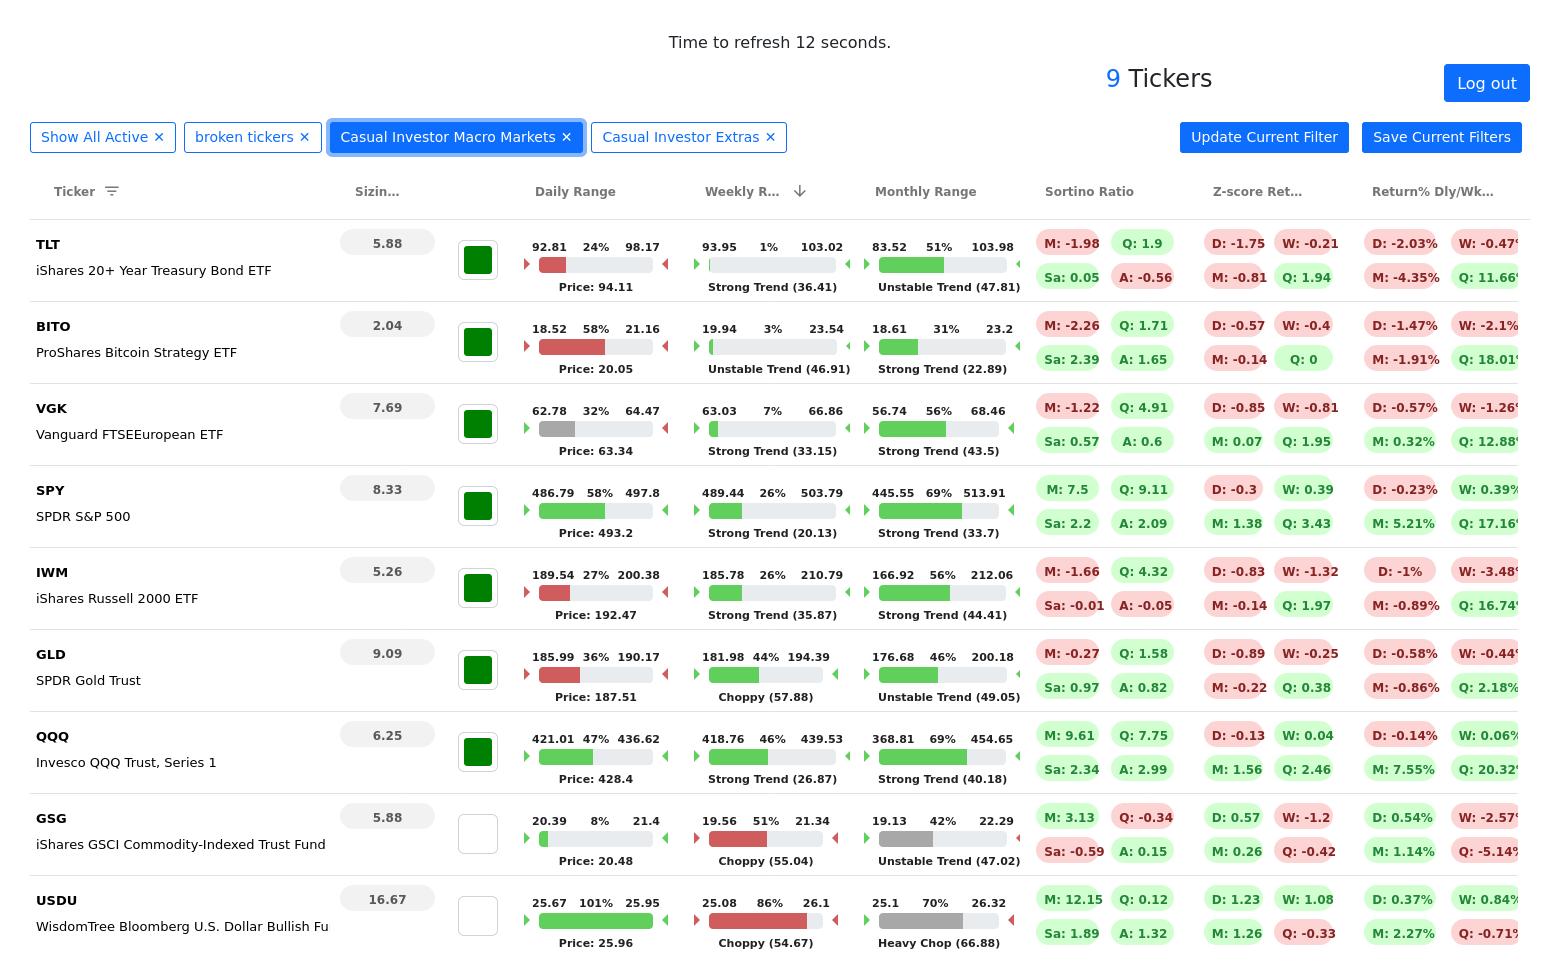 Time to refresh 12 seconds.
9 Tickers
Log out
Show All Active ✕ broken tickers ✕ Casual Investor Macro Markets ✕ Casual Investor Extras ✕ Update Current Filter Save Current Filters
Ticker Sizin... Daily Range Weekly R... Monthly Range Sortino Ratio Z-score Ret... Return% Dly/Wk...
TLT 5.88 92.81 24% 98.17 93.95 1% 103.02 83.52 51% 103.98 M: -1.98 Q: 1.9 D: -1.75 W: -0.21 D: -2.03% W: -0.47%
iShares 20+ Year Treasury Bond ETF Sa: 0.05 A: -0.56 M: -0.81 Q: 1.94 M: -4.35% Q: 11.66%
Price: 94.11 Strong Trend (36.41) Unstable Trend (47.81)
BITO 2.04 18.52 58% 21.16 19.94 3% 23.54 18.61 31% 23.2 M: -2.26 Q: 1.71 D: -0.57 W: -0.4 D: -1.47% W: -2.1%
ProShares Bitcoin Strategy ETF Sa: 2.39 A: 1.65 M: -0.14 Q: 0 M: -1.91% Q: 18.01%
Price: 20.05 Unstable Trend (46.91) Strong Trend (22.89)
VGK 7.69 62.78 32% 64.47 63.03 7% 66.86 56.74 56% 68.46 M: -1.22 Q: 4.91 D: -0.85 W: -0.81 D: -0.57% W: -1.26%
Vanguard FTSEEuropean ETF Sa: 0.57 A: 0.6 M: 0.07 Q: 1.95 M: 0.32% Q: 12.88%
Price: 63.34 Strong Trend (33.15) Strong Trend (43.5)
SPY 8.33 486.79 58% 497.8 489.44 26% 503.79 445.55 69% 513.91 M: 7.5 Q: 9.11 D: -0.3 W: 0.39 D: -0.23% W: 0.39%
SPDR S&P 500 Sa: 2.2 A: 2.09 M: 1.38 Q: 3.43 M: 5.21% Q: 17.16%
Price: 493.2 Strong Trend (20.13) Strong Trend (33.7)
IWM 5.26 189.54 27% 200.38 185.78 26% 210.79 166.92 56% 212.06 M: -1.66 Q: 4.32 D: -0.83 W: -1.32 D: -1% W: -3.48%
iShares Russell 2000 ETF Sa: -0.01 A: -0.05 M: -0.14 Q: 1.97 M: -0.89% Q: 16.74%
Price: 192.47 Strong Trend (35.87) Strong Trend (44.41)
GLD 9.09 185.99 36% 190.17 181.98 44% 194.39 176.68 46% 200.18 M: -0.27 Q: 1.58 D: -0.89 W: -0.25 D: -0.58% W: -0.44%
SPDR Gold Trust Sa: 0.97 A: 0.82 M: -0.22 Q: 0.38 M: -0.86% Q: 2.18%
Price: 187.51 Choppy (57.88) Unstable Trend (49.05)
QQQ 6.25 421.01 47% 436.62 418.76 46% 439.53 368.81 69% 454.65 M: 9.61 Q: 7.75 D: -0.13 W: 0.04 D: -0.14% W: 0.06%
Invesco QQQ Trust, Series 1 Sa: 2.34 A: 2.99 M: 1.56 Q: 2.46 M: 7.55% Q: 20.32%
Price: 428.4 Strong Trend (26.87) Strong Trend (40.18)
GSG 5.88 20.39 8% 21.4 19.56 51% 21.34 19.13 42% 22.29 M: 3.13 Q: -0.34 D: 0.57 W: -1.2 D: 0.54% W: -2.57%
iShares GSCI Commodity-Indexed Trust Fund Sa: -0.59 A: 0.15 M: 0.26 Q: -0.42 M: 1.14% Q: -5.14%
Price: 20.48 Choppy (55.04) Unstable Trend (47.02)
USDU 16.67 25.67 101% 25.95 25.08 86% 26.1 25.1 70% 26.32 M: 12.15 Q: 0.12 D: 1.23 W: 1.08 D: 0.37% W: 0.84%
WisdomTree Bloomberg U.S. Dollar Bullish Fu Sa: 1.89 A: 1.32 M: 1.26 Q: -0.33 M: 2.27% Q: -0.71%
Price: 25.96 Choppy (54.67) Heavy Chop (66.88)